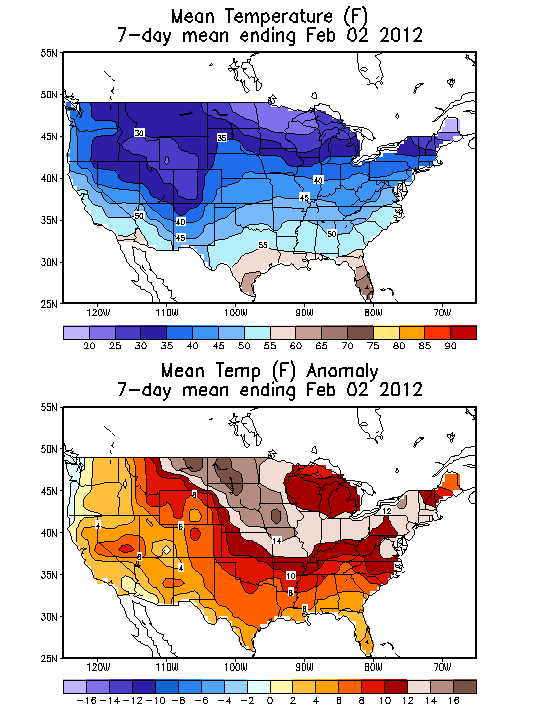 Mean Temperature (F)
7-day mean ending Feb 02 2012
55N
50N
45N
40N
35N
30N
25N
30
35
40
45
50
50
40
45
55
120W 110W 100W 90W 80W 70W
20 25 30 35 40 45 50 55 60 65 70 75 80 85 90
Mean Temp (F) Anomaly
7-day mean ending Feb 02 2012
55N
50N
45N
40N
35N
30N
25N
8
12
4
6
14
6
4
10
8
6
120W 110W 100W 90W 80W 70W
-16 -14 -12 -10 -8 -6 -4 -2 0 2 4 6 8 10 12 14 16